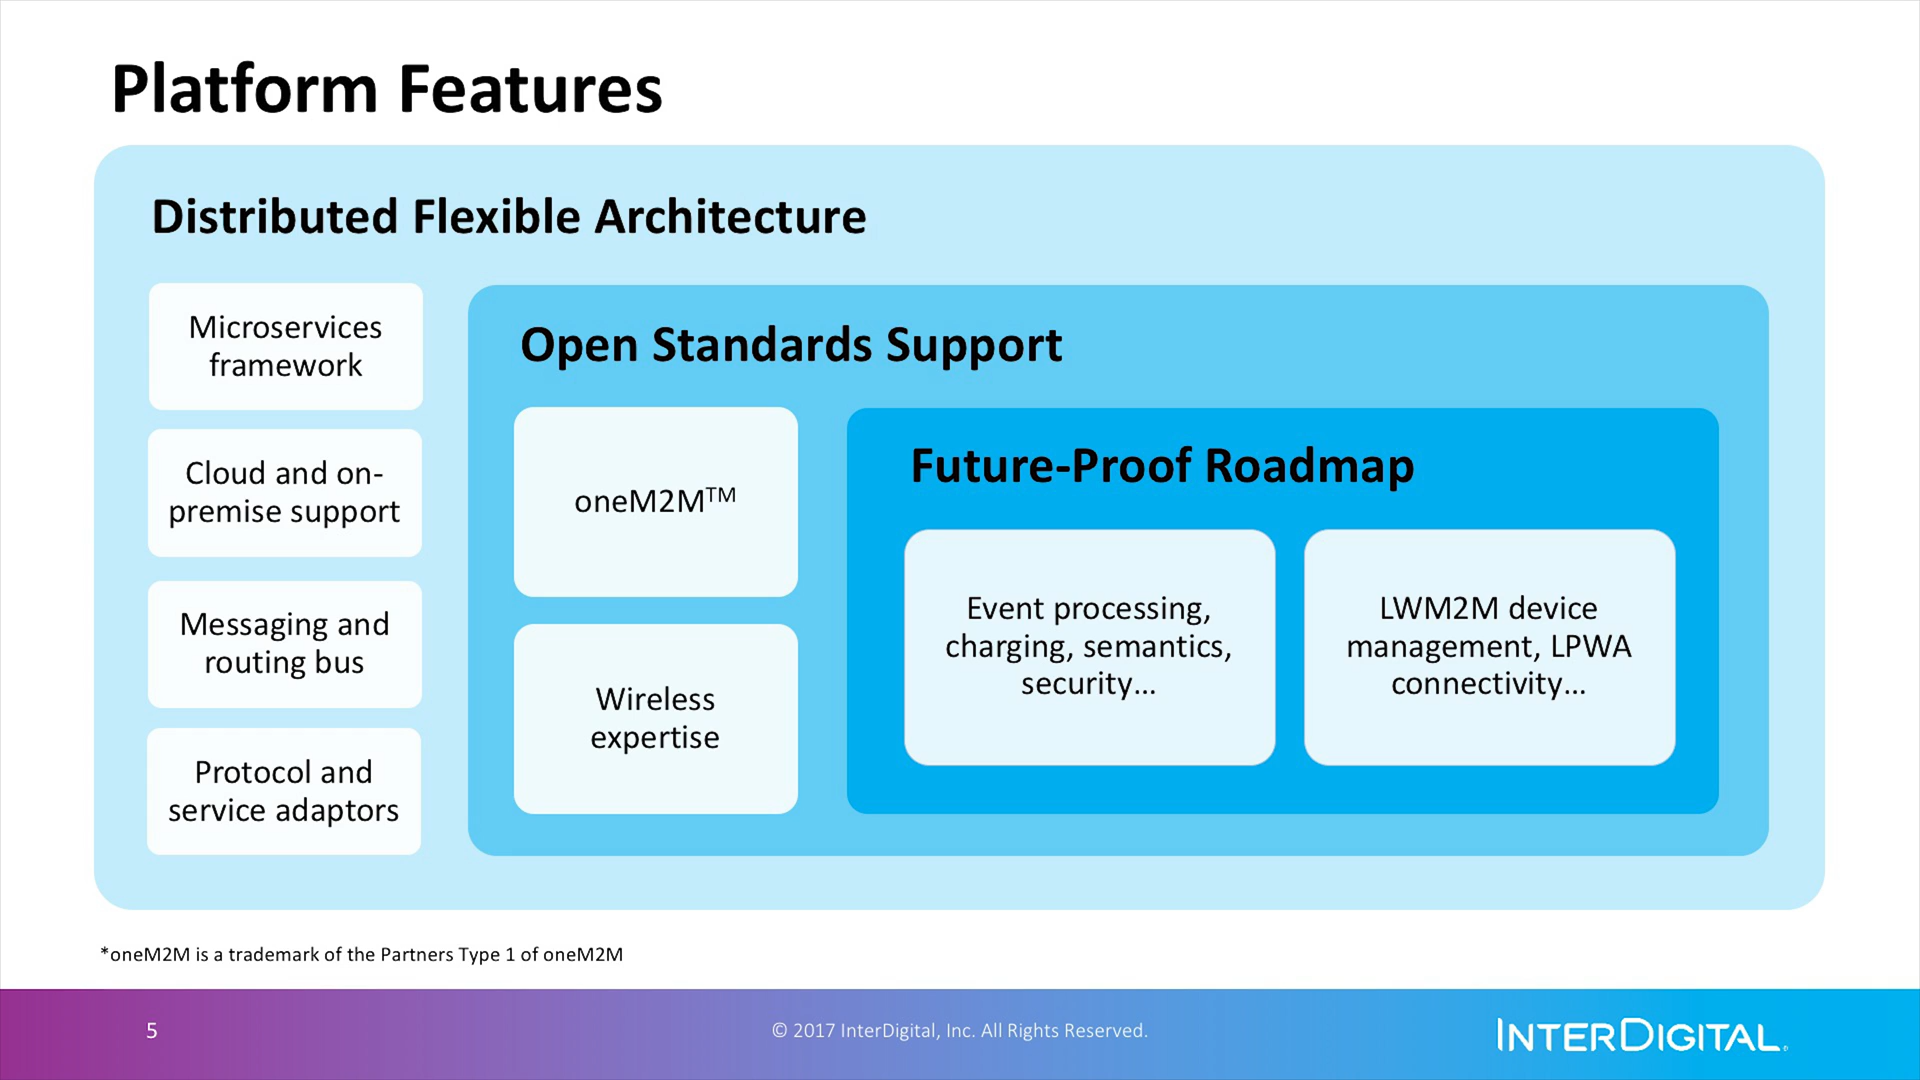 Platform Features
Distributed Flexible Architecture
Microservices
framework
Cloud and on-
premise support
Messaging and
routing bus
Protocol and
service adaptors
Open Standards Support
oneM2M™
Wireless
expertise
Future-Proof Roadmap
Event processing,
charging, semantics,
security...
LWM2M device
management, LPWA
connectivity...
*oneM2M is a trademark of the Partners Type 1 of oneM2M
5
© 2017 InterDigital, Inc. All Rights Reserved.
INTERDIGITAL®